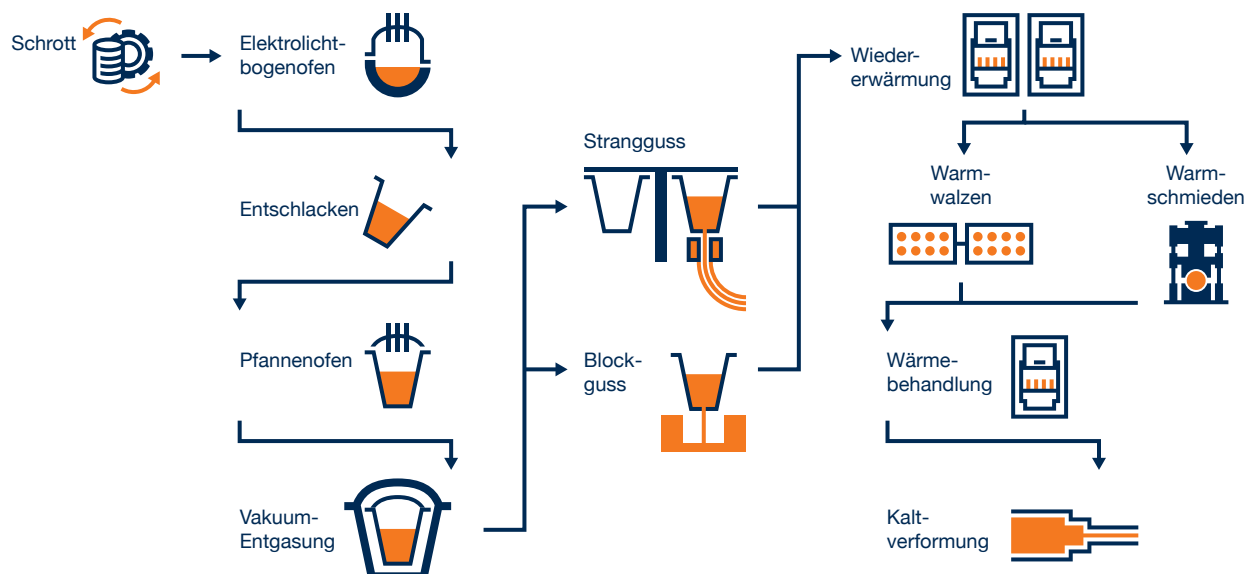 Schrott
Elektrolicht-
bogenofen
Entschlacken
Pfannenofen
Vakuum-
Entgasung
Strangguss
Block-
guss
Wieder-
erwärmung
Warm-
walzen
Warm-
schmieden
Wärme-
behandlung
Kalt-
verformung